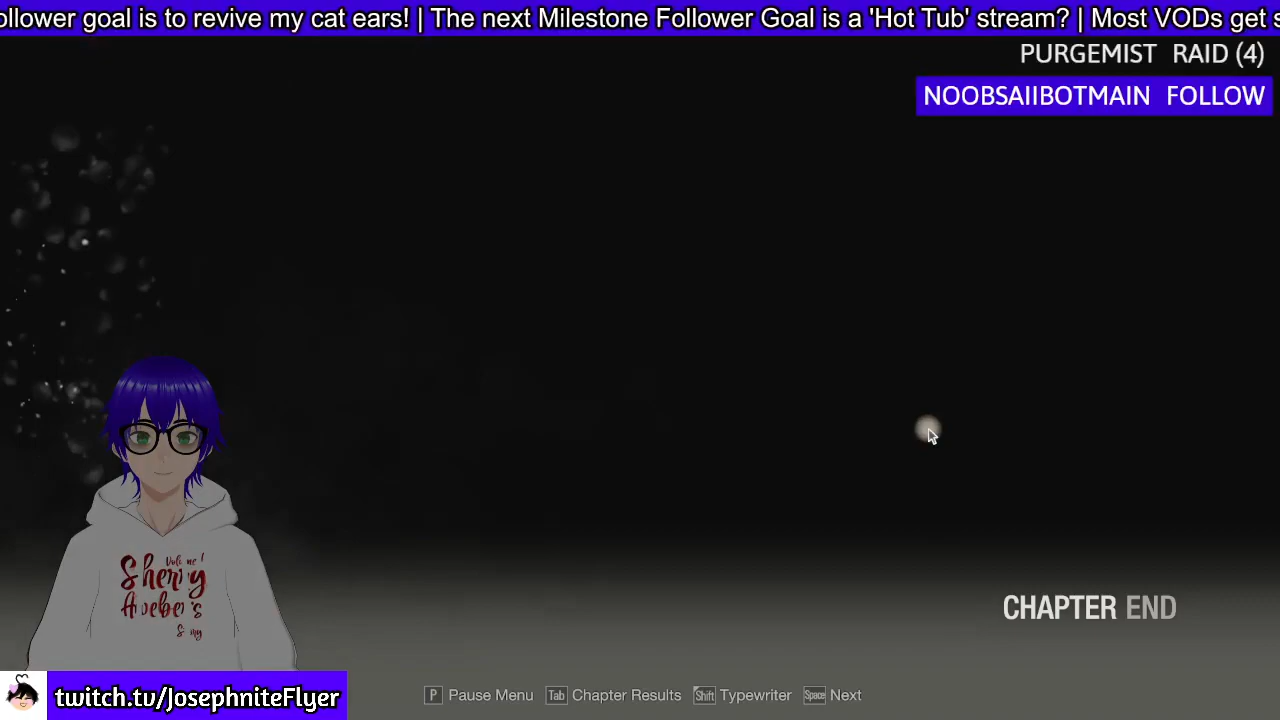 ollower goal is to revive my cat ears! | The next Milestone Follower Goal is a 'Hot Tub' stream? | Most VODs get s
PURGEMIST RAID (4)
NOOBSAIIBOTMAIN FOLLOW
Sherry
CHAPTER END
twitch.tv/JosephniteFlyer
P Pause Menu Tab Chapter Results Shift Typewriter Space Next